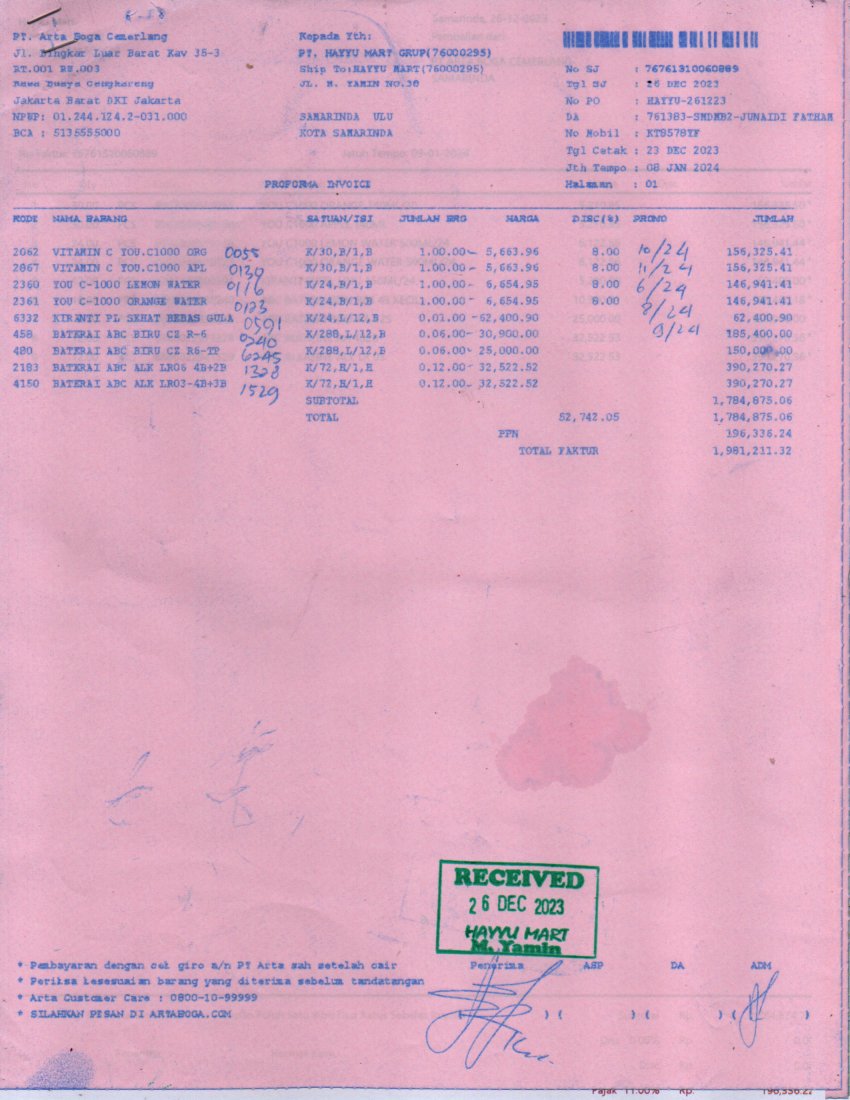 PT. Arta Boga Cemerlang
Jl. Lingkar Luar Barat Kav 35-3
RT.001 RW.003
Rawa Buaya Cengkareng
Jakarta Barat DKI Jakarta
NPWP: 01.244.124.2-031.000
BCA : 5135555000
Kepada Yth:
PT. HAYYU MART GRUP(76000295)
Ship To:HAYYU MART(76000295)
JL. M. YAMIN NO.38
SAMARINDA ULU
KOTA SAMARINDA
No SJ : 76761310060889
Tgl SJ : 26 DEC 2023
No PO : HAYYU-261223
DA : 761383-SMDMB2-JUNAIDI FATHAH
No Mobil : KT8578YF
Tgl Cetak : 23 DEC 2023
Jth Tempo : 08 JAN 2024
Halaman : 01
PROFORMA INVOICE
KODE NAMA BARANG SATUAN/ISI JUMLAH BRG HARGA DISC(%) PROMO JUMLAH
2062 VITAMIN C YOU.C1000 ORG 0055 K/30,B/1,B 1.00.00 5,663.96 8.00 10/24 156,325.41
2067 VITAMIN C YOU.C1000 APL 0130 K/30,B/1,B 1.00.00 5,663.96 8.00 11/24 156,325.41
2360 YOU C-1000 LEMON WATER 0116 K/24,B/1,B 1.00.00 6,654.95 8.00 6/24 146,941.41
2361 YOU C-1000 ORANGE WATER 0123 K/24,B/1,B 1.00.00 6,654.95 8.00 8/24 146,941.41
6332 KIRANTI PL SEHAT BEBAS GULA 0591 K/24,L/12,B 0.01.00 62,400.90 8/24 62,400.90
458 BATERAI ABC BIRU CZ R-6 0240 K/288,L/12,B 0.06.00 30,900.00 185,400.00
480 BATERAI ABC BIRU CZ R6-TP 6245 K/288,L/12,B 0.06.00 25,000.00 150,000.00
2183 BATERAI ABC ALK LR06 4B+2B 1328 K/72,H/1,H 0.12.00 32,522.52 390,270.27
4150 BATERAI ABC ALK LR03-4B+3B 1529 K/72,H/1,H 0.12.00 32,522.52 390,270.27
SUBTOTAL 1,784,875.06
TOTAL 52,742.05 1,784,875.06
PPN 196,336.24
TOTAL FAKTUR 1,981,211.32
RECEIVED
26 DEC 2023
HAYYU MART
M. Yamin
* Pembayaran dengan cek giro a/n PT Arta sah setelah cair
* Periksa kesesuaian barang yang diterima sebelum tandatangan
* Arta Customer Care : 0800-10-99999
* SILAHKAN PESAN DI ARTABOGA.COM
Penerima ASP DA ADM
( ) ( ) ( ) ( )
Pajak 11.00% Rp. 196,336.22